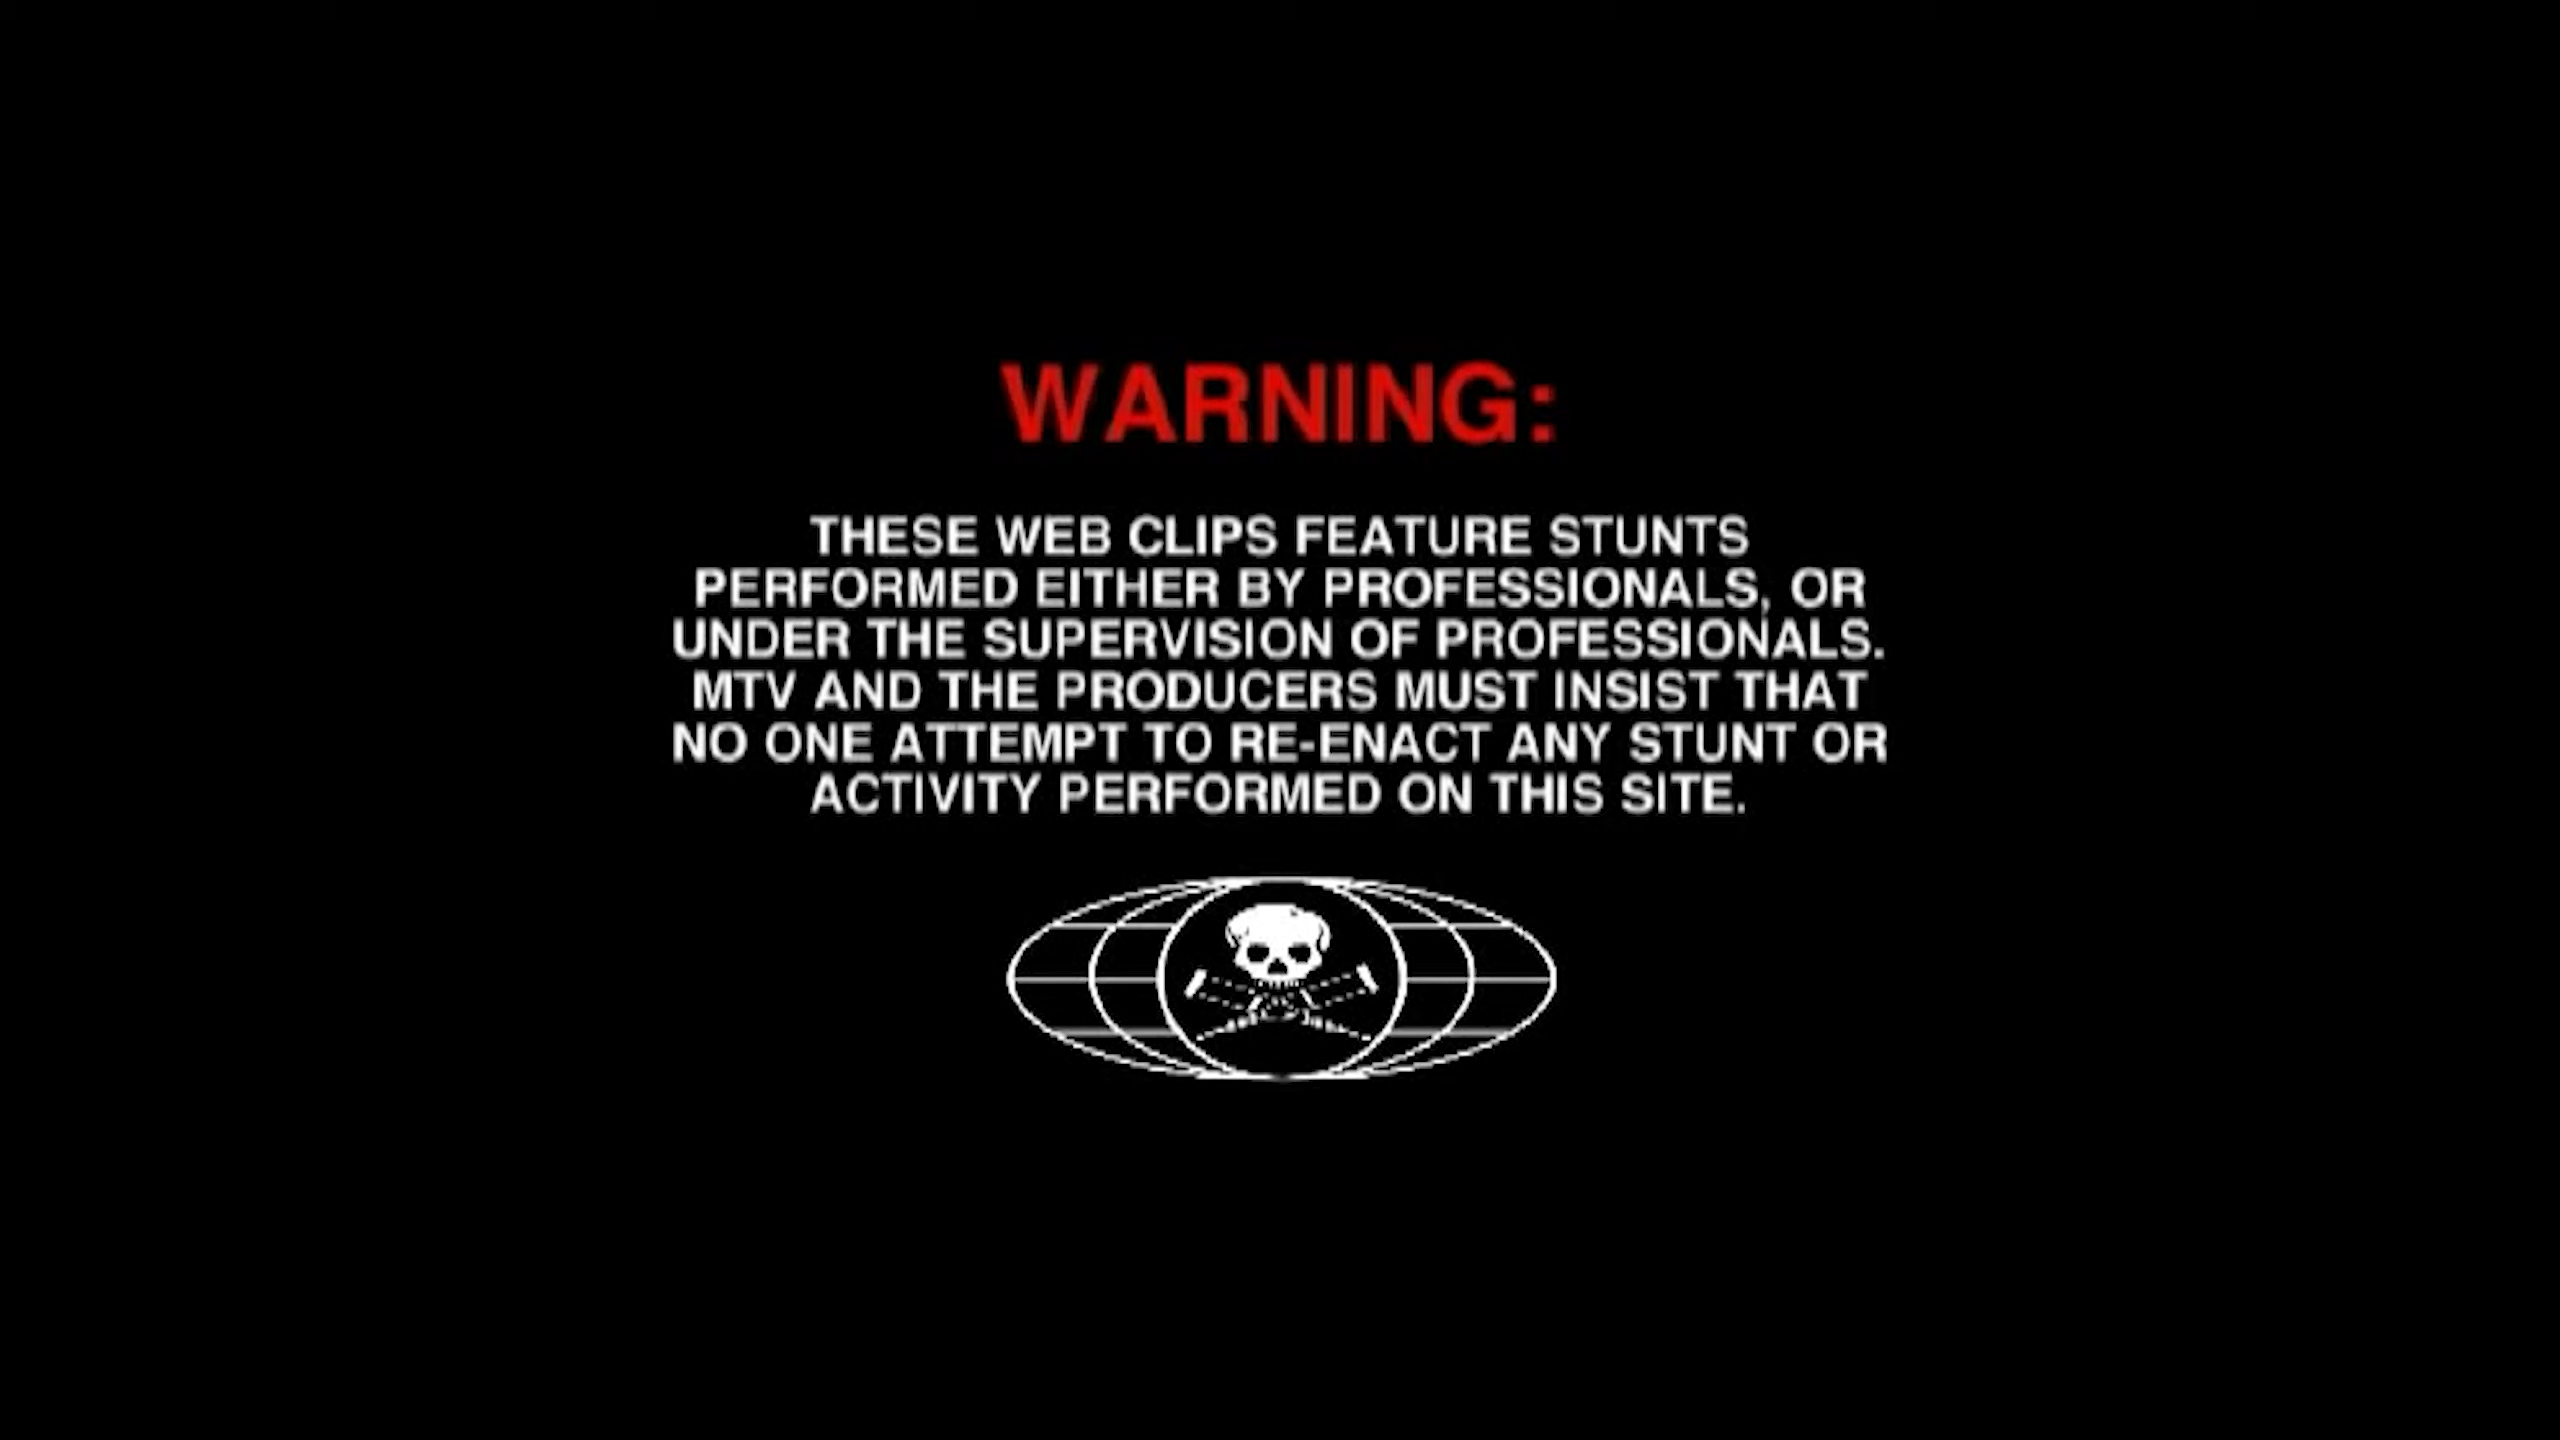 WARNING:
THESE WEB CLIPS FEATURE STUNTS
PERFORMED EITHER BY PROFESSIONALS, OR
UNDER THE SUPERVISION OF PROFESSIONALS.
MTV AND THE PRODUCERS MUST INSIST THAT
NO ONE ATTEMPT TO RE-ENACT ANY STUNT OR
ACTIVITY PERFORMED ON THIS SITE.